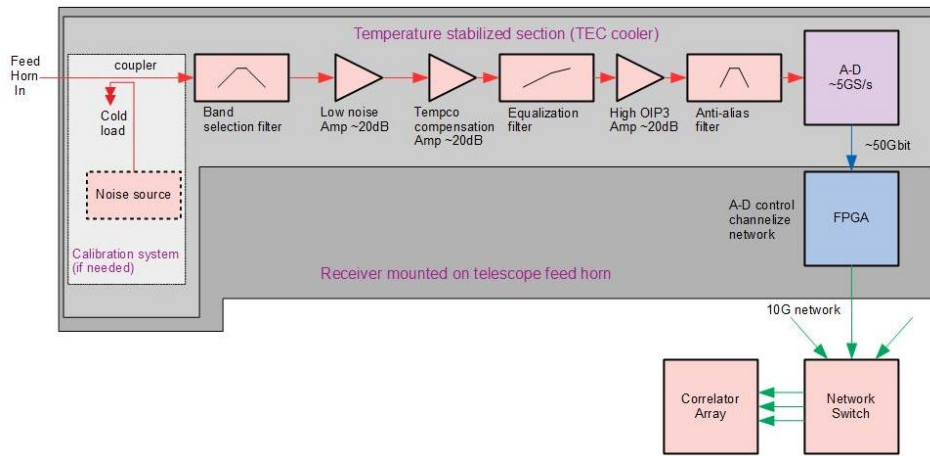 Temperature stabilized section (TEC cooler)
Feed
Horn
In
coupler
Cold
load
Noise source
Calibration system
(if needed)
Band
selection filter
Low noise
Amp ~20dB
Tempco
compensation
Amp ~20dB
Equalization
filter
High OIP3
Amp ~20dB
Anti-alias
filter
A-D
~5GS/s
~50Gbit
A-D control
channelize
network
FPGA
Receiver mounted on telescope feed horn
10G network
Correlator
Array
Network
Switch